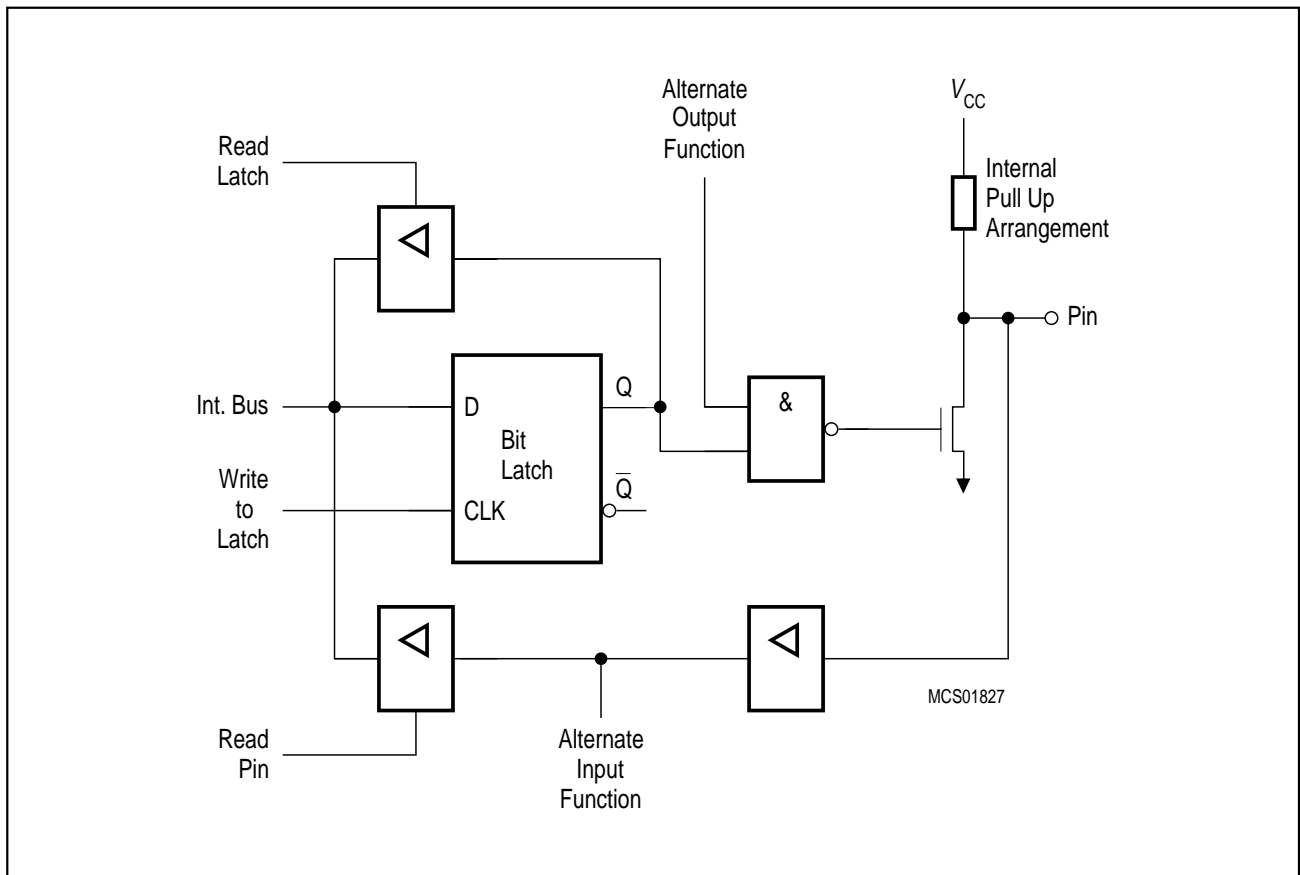 Alternate
Output
Function
VCC
Read
Latch
Internal
Pull Up
Arrangement
Pin
Int. Bus
D
Q
&
Bit
Latch
Write
to
Latch
CLK
Q̅
MCS01827
Read
Pin
Alternate
Input
Function